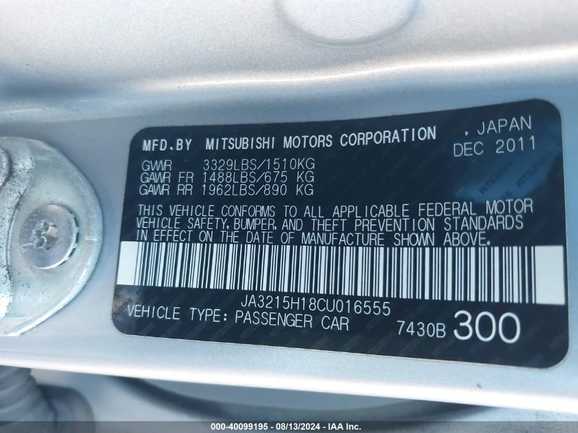 MFD.BY MITSUBISHI MOTORS CORPORATION , JAPAN
DEC 2011
GVWR 3329LBS/1510KG
GAWR FR 1488LBS/675 KG
GAWR RR 1962LBS/890 KG
THIS VEHICLE CONFORMS TO ALL APPLICABLE FEDERAL MOTOR
VEHICLE SAFETY, BUMPER, AND THEFT PREVENTION STANDARDS
IN EFFECT ON THE DATE OF MANUFACTURE SHOWN ABOVE.
JA3215H18CU016555
VEHICLE TYPE: PASSENGER CAR 7430B 300
000-40099195 - 08/13/2024 - IAA Inc.